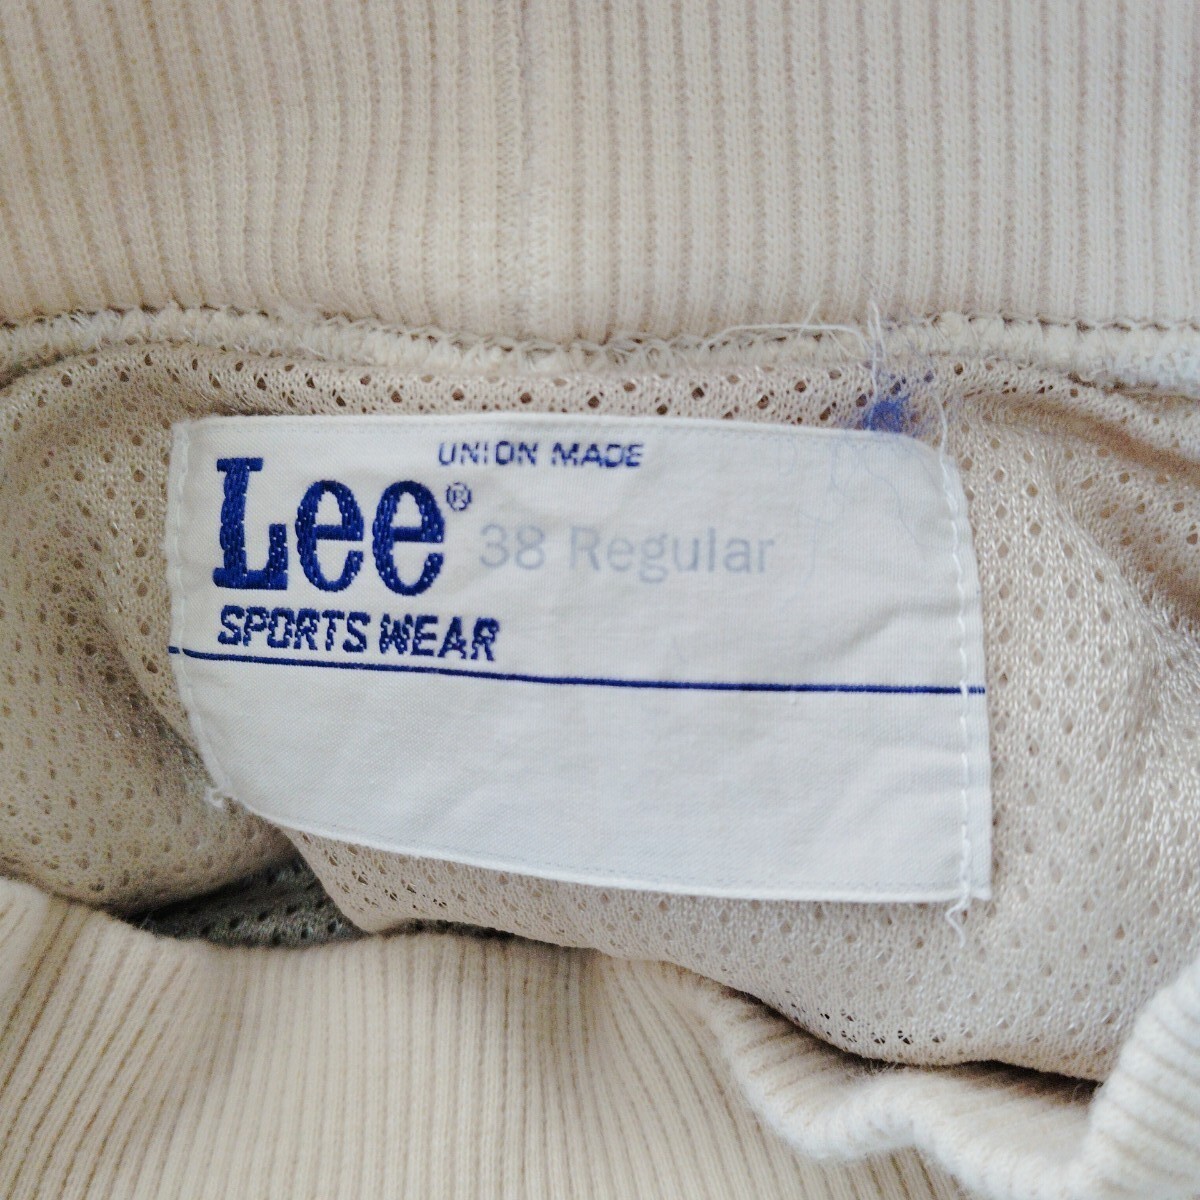 UNION MADE
Lee®
38 Regular
SPORTS WEAR